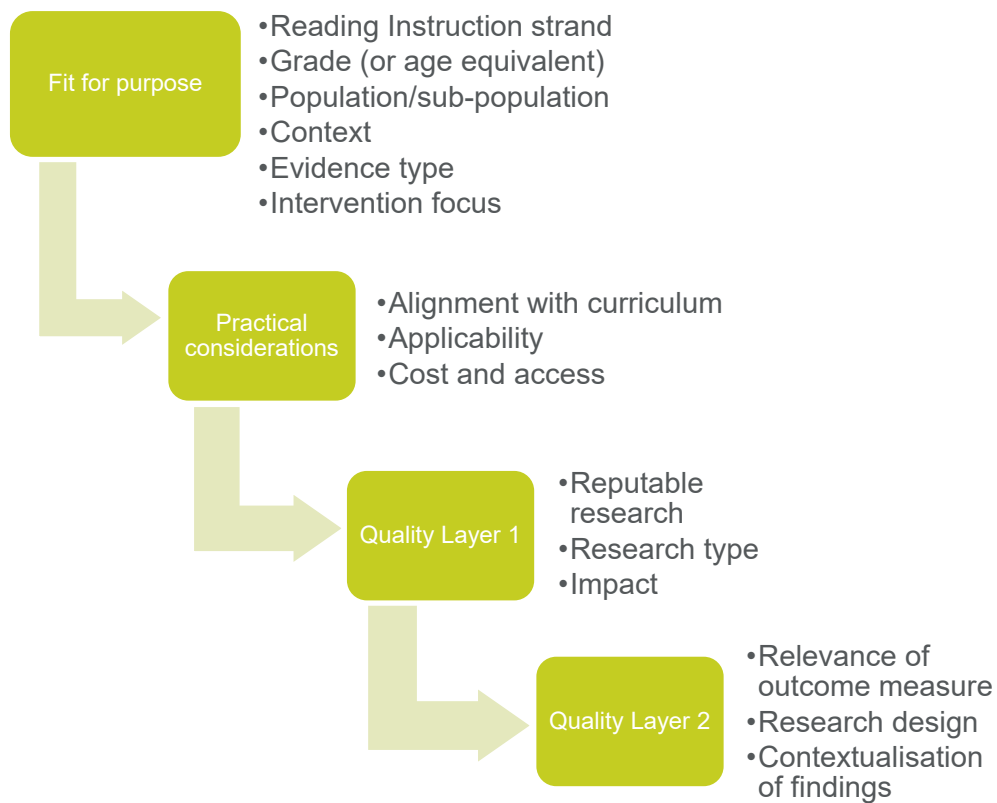 Fit for purpose
•Reading Instruction strand
•Grade (or age equivalent)
•Population/sub-population
•Context
•Evidence type
•Intervention focus
Practical
considerations
•Alignment with curriculum
•Applicability
•Cost and access
Quality Layer 1
•Reputable
research
•Research type
•Impact
Quality Layer 2
•Relevance of
outcome measure
•Research design
•Contextualisation
of findings